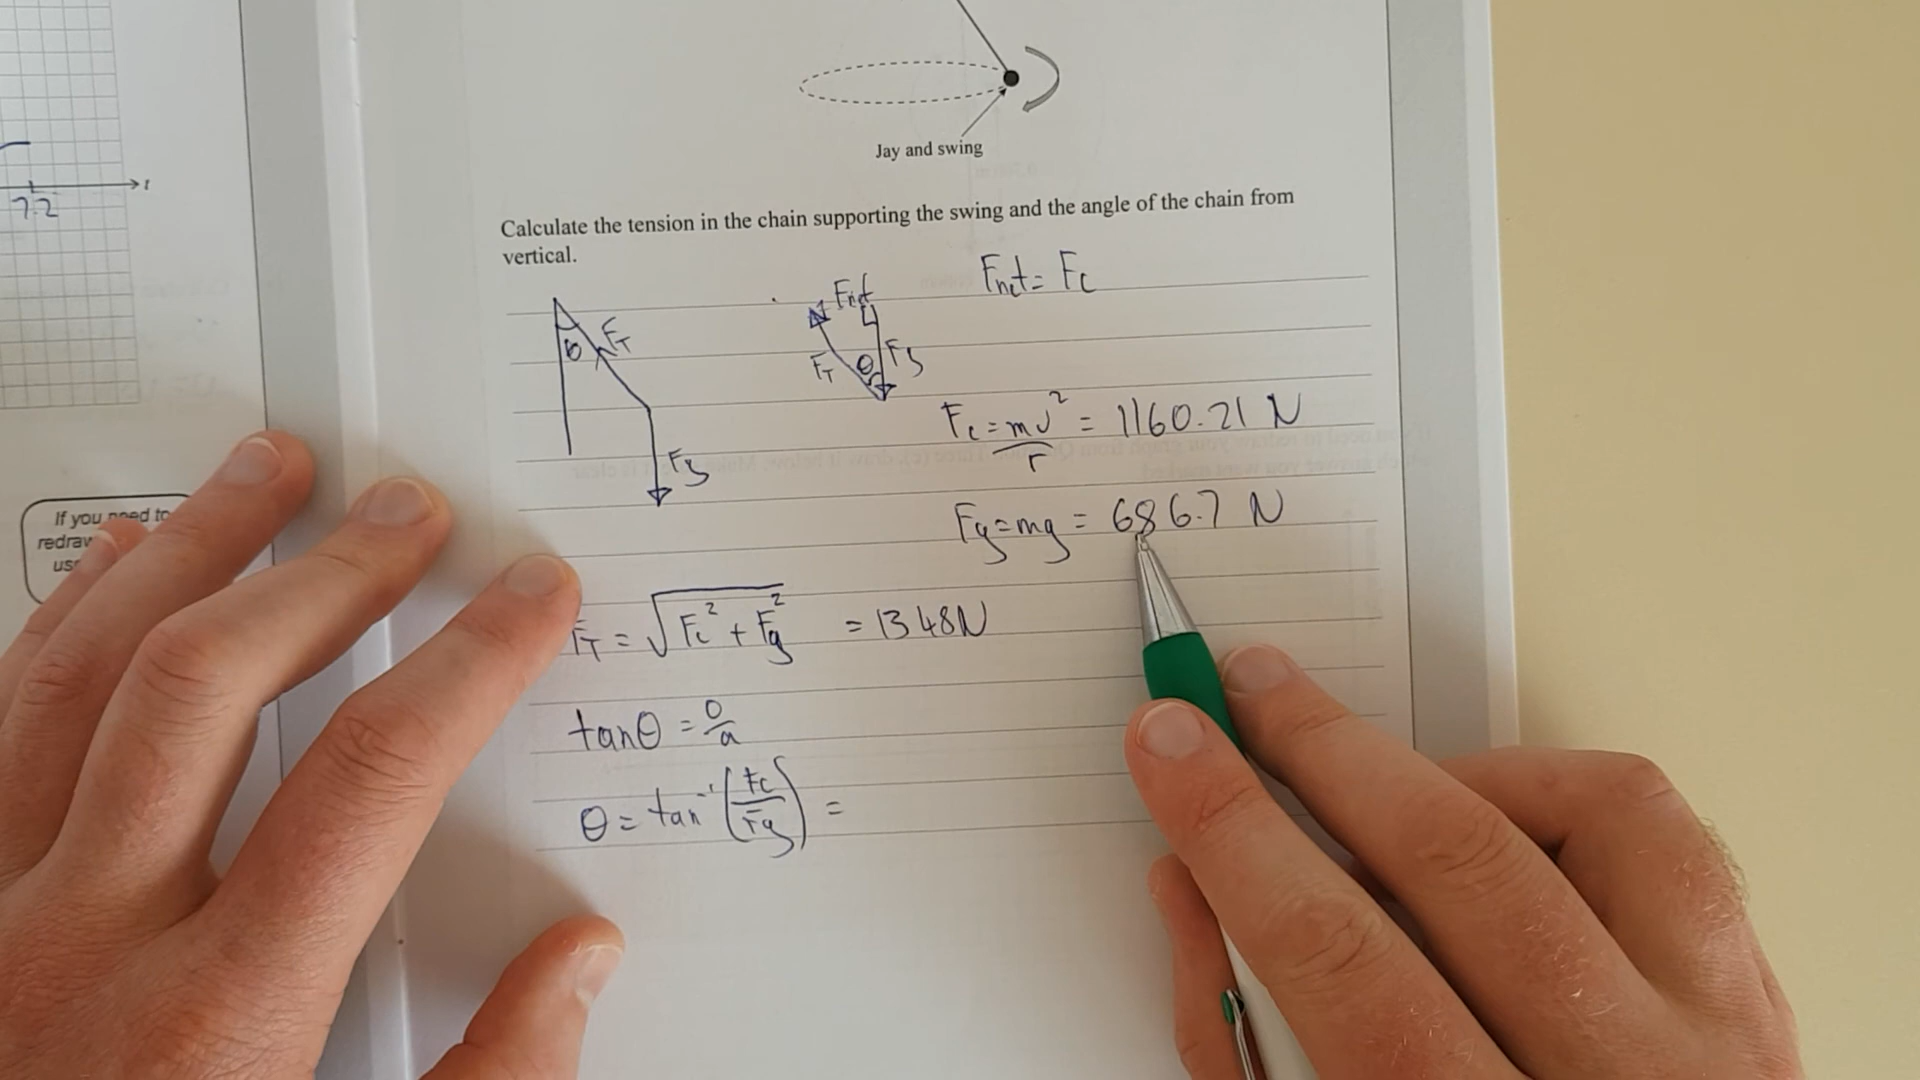 t
7.2
If you need to
redraw
Jay and swing
Calculate the tension in the chain supporting the swing and the angle of the chain from
vertical.
Fnet = Fc
θ FT
Fg
Fnet
FT θ Fg
Fc = mv² = 1160.21 N
r
Fg = mg = 686.7 N
FT = √Fc² + Fg² = 1348N
tanθ = o/a
θ = tan⁻¹(Fc/Fg) =